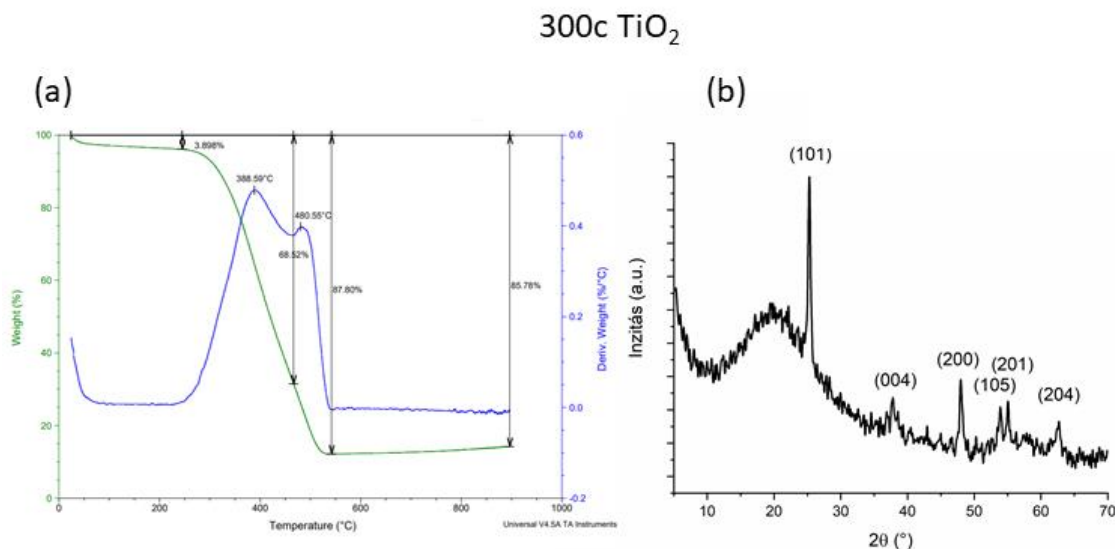 300c TiO₂
(a)
100
80
60
40
20
0
Weight (%)
3.898%
388.59°C
480.55°C
68.52%
87.80%
85.78%
0.6
0.4
0.2
0.0
-0.2
Deriv. Weight (%/°C)
0 200 400 600 800 1000
Temperature (°C)
Universal V4.5A TA Instruments
(b)
Inzitás (a.u.)
(101)
(004)
(200)
(105)
(201)
(204)
10 20 30 40 50 60 70
2θ (°)